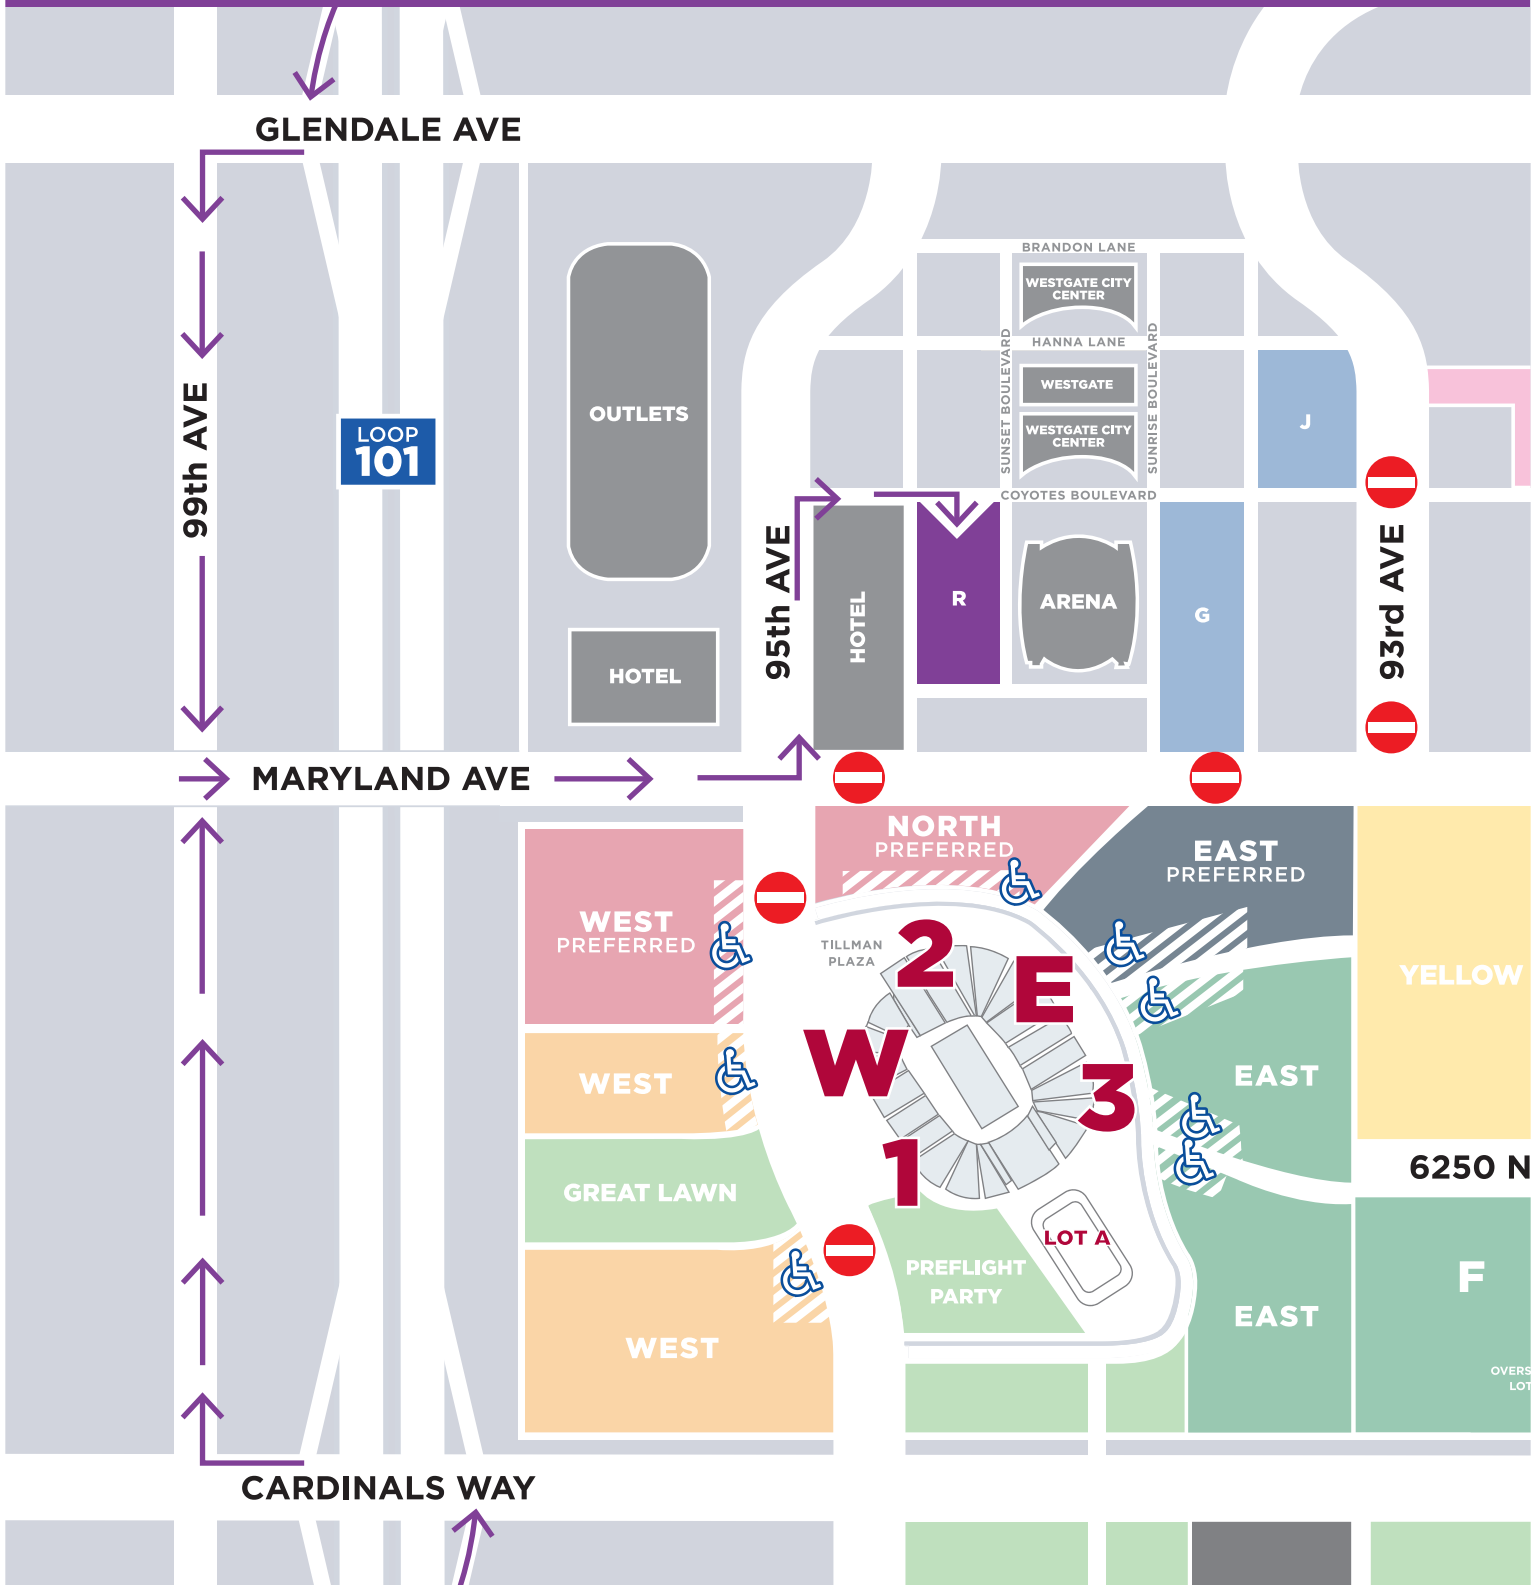 GLENDALE AVE
BRANDON LANE
WESTGATE CITY
CENTER
HANNA LANE
SUNSET BOULEVARD
SUNRISE BOULEVARD
WESTGATE
WESTGATE CITY
CENTER
COYOTES BOULEVARD
OUTLETS
J
LOOP
101
99th AVE
95th AVE
93rd AVE
HOTEL
R
ARENA
G
HOTEL
MARYLAND AVE
NORTH
PREFERRED
EAST
PREFERRED
WEST
PREFERRED
TILLMAN
PLAZA
2
E
YELLOW
W
3
WEST
EAST
1
6250 N
GREAT LAWN
LOT A
PREFLIGHT
PARTY
F
EAST
WEST
OVERS
LOT
CARDINALS WAY